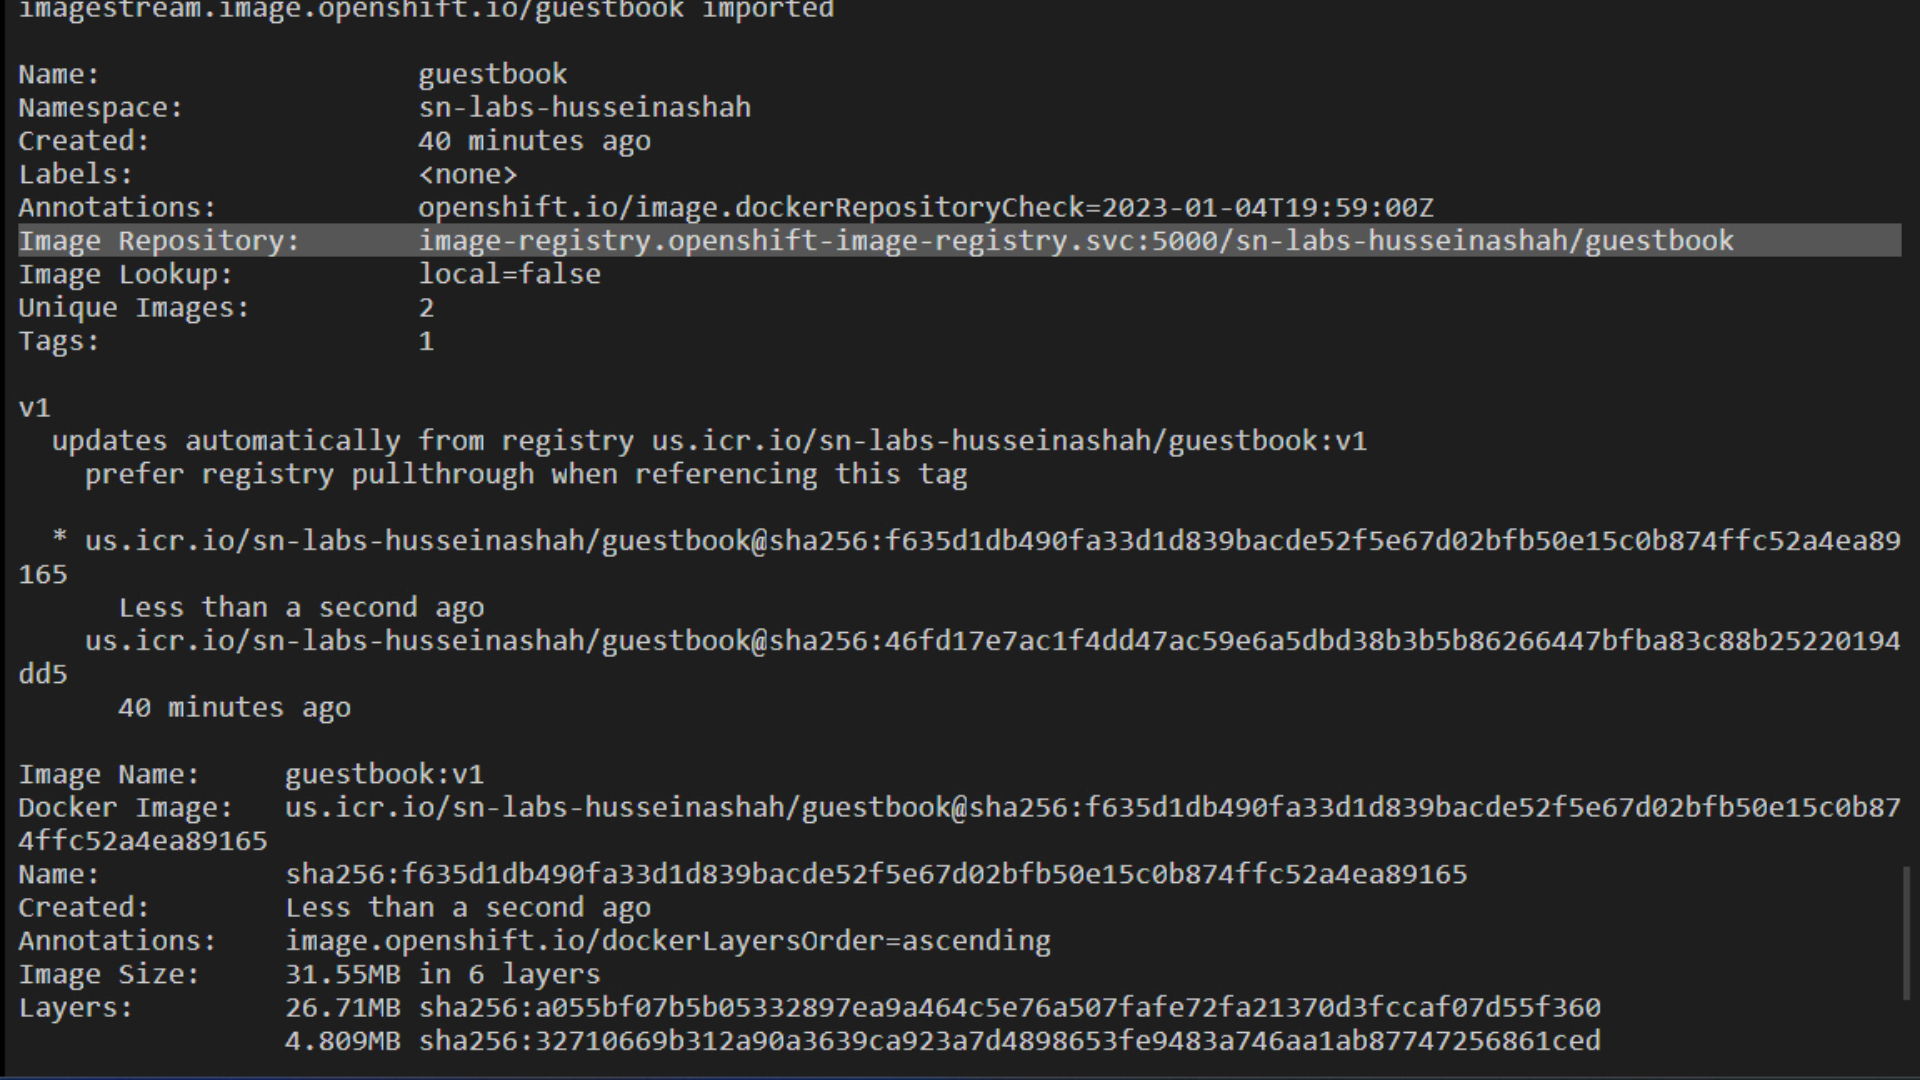 imagestream.image.openshift.io/guestbook imported
Name: guestbook
Namespace: sn-labs-husseinashah
Created: 40 minutes ago
Labels: <none>
Annotations: openshift.io/image.dockerRepositoryCheck=2023-01-04T19:59:00Z
Image Repository: image-registry.openshift-image-registry.svc:5000/sn-labs-husseinashah/guestbook
Image Lookup: local=false
Unique Images: 2
Tags: 1
v1
updates automatically from registry us.icr.io/sn-labs-husseinashah/guestbook:v1
prefer registry pullthrough when referencing this tag
* us.icr.io/sn-labs-husseinashah/guestbook@sha256:f635d1db490fa33d1d839bacde52f5e67d02bfb50e15c0b874ffc52a4ea89
165
Less than a second ago
us.icr.io/sn-labs-husseinashah/guestbook@sha256:46fd17e7ac1f4dd47ac59e6a5dbd38b3b5b86266447bfba83c88b25220194
dd5
40 minutes ago
Image Name: guestbook:v1
Docker Image: us.icr.io/sn-labs-husseinashah/guestbook@sha256:f635d1db490fa33d1d839bacde52f5e67d02bfb50e15c0b87
4ffc52a4ea89165
Name: sha256:f635d1db490fa33d1d839bacde52f5e67d02bfb50e15c0b874ffc52a4ea89165
Created: Less than a second ago
Annotations: image.openshift.io/dockerLayersOrder=ascending
Image Size: 31.55MB in 6 layers
Layers: 26.71MB sha256:a055bf07b5b05332897ea9a464c5e76a507fafe72fa21370d3fccaf07d55f360
4.809MB sha256:32710669b312a90a3639ca923a7d4898653fe9483a746aa1ab87747256861ced